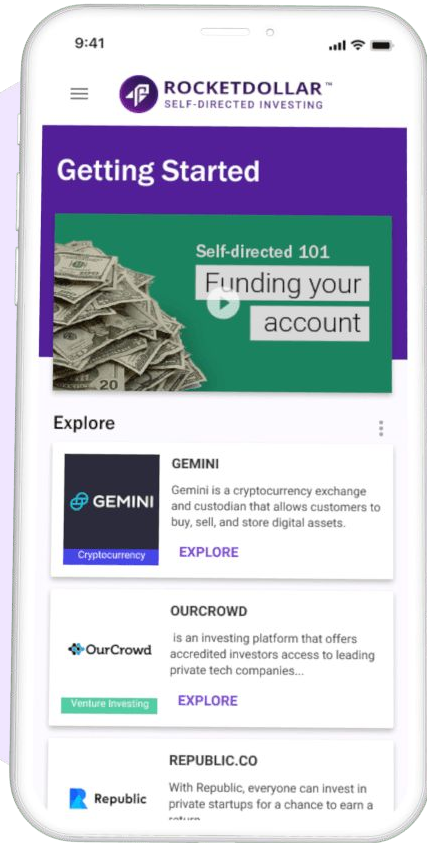 9:41
ROCKETDOLLAR™
SELF-DIRECTED INVESTING
Getting Started
Self-directed 101
Funding your
account
20
Explore
GEMINI
GEMINI
Gemini is a cryptocurrency exchange
and custodian that allows customers to
buy, sell, and store digital assets.
Cryptocurrency
EXPLORE
OURCROWD
OurCrowd
is an investing platform that offers
accredited investors access to leading
private tech companies...
Venture Investing
EXPLORE
REPUBLIC.CO
Republic
With Republic, everyone can invest in
private startups for a chance to earn a